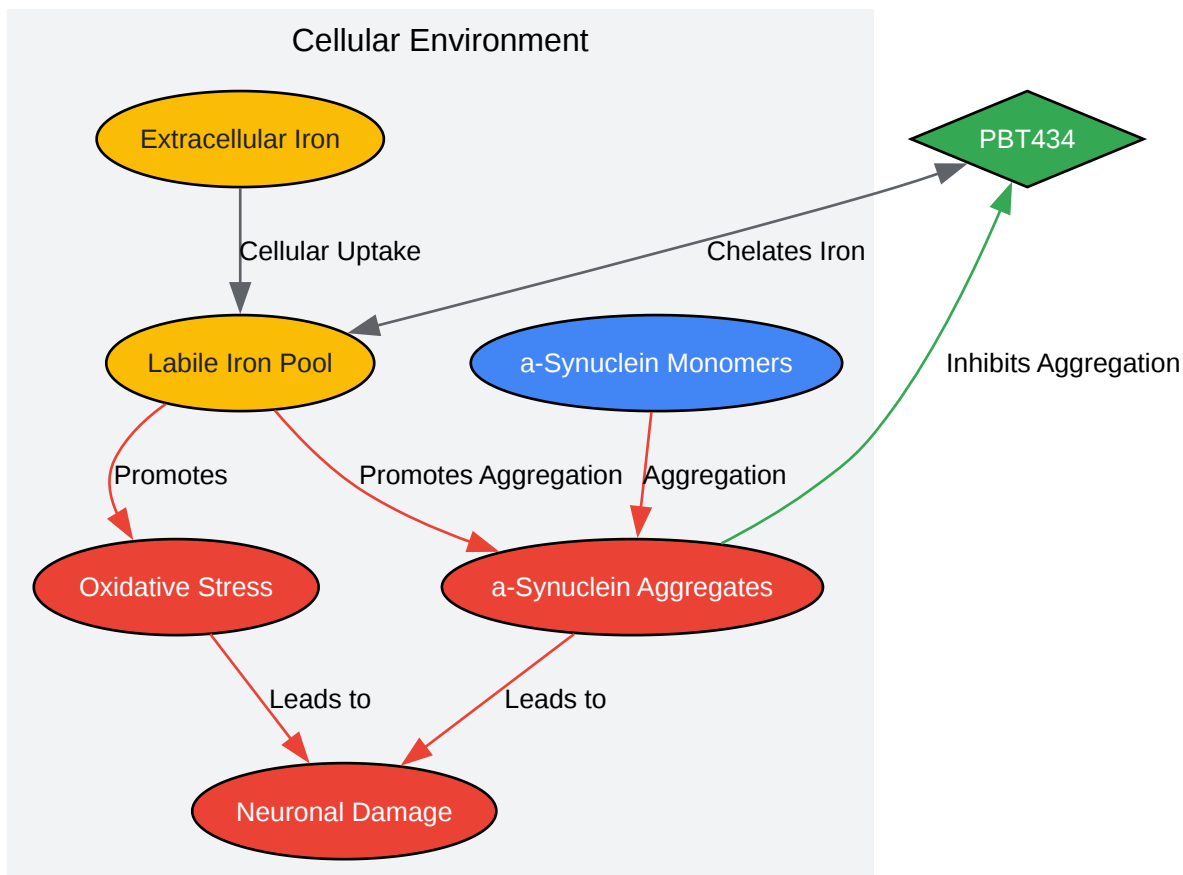 Cellular Environment
Extracellular Iron
PBT434
Cellular Uptake
Chelates Iron
Labile Iron Pool
a-Synuclein Monomers
Inhibits Aggregation
Promotes
Promotes Aggregation
Aggregation
Oxidative Stress
a-Synuclein Aggregates
Leads to
Leads to
Neuronal Damage